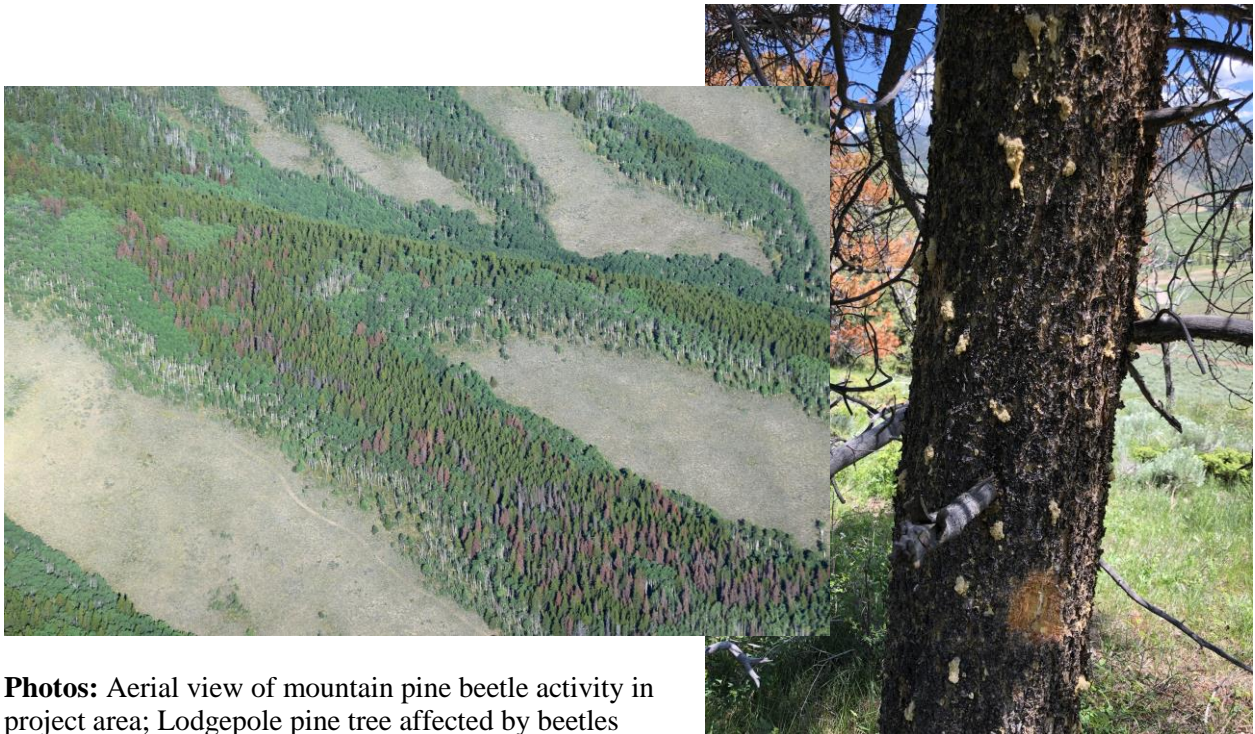 Photos: Aerial view of mountain pine beetle activity in
project area; Lodgepole pine tree affected by beetles